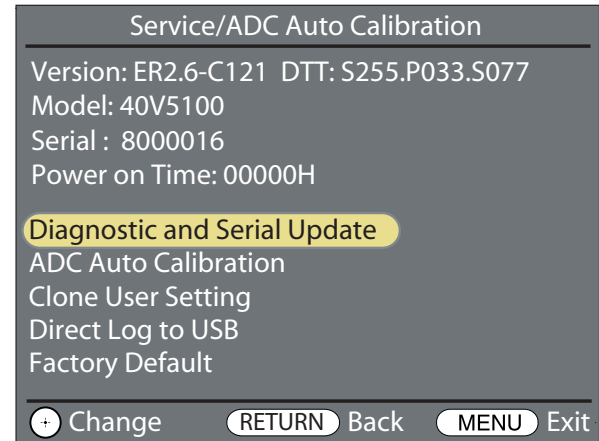 Service/ADC Auto Calibration
Version: ER2.6-C121 DTT: S255.P033.S077
Model: 40V5100
Serial : 8000016
Power on Time: 00000H
Diagnostic and Serial Update
ADC Auto Calibration
Clone User Setting
Direct Log to USB
Factory Default
Change RETURN Back MENU Exit